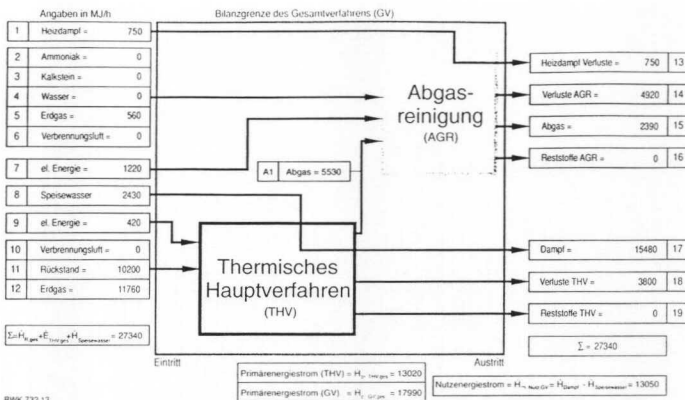 Angaben in MJ/h
Bilanzgrenze des Gesamtverfahrens (GV)
1 Heizdampf = 750
2 Ammoniak = 0
3 Kalkstein = 0
4 Wasser = 0
5 Erdgas = 560
6 Verbrennungsluft = 0
7 el. Energie = 1220
8 Speisewasser 2430
9 el. Energie = 420
10 Verbrennungsluft = 0
11 Rückstand = 10200
12 Erdgas = 11760
Abgas-
reinigung
(AGR)
A1 Abgas = 5530
Thermisches
Hauptverfahren
(THV)
Heizdampf Verluste = 750 13
Verluste AGR = 4920 14
Abgas = 2390 15
Reststoffe AGR = 0 16
Dampf = 15480 17
Verluste THV = 3800 18
Reststoffe THV = 0 19
Σ = 27340
Eintritt
Austritt
Primärenergiestrom (THV) = = 13020
Primärenergiestrom (GV) = = 17990
Nutzenergiestrom = = 13050